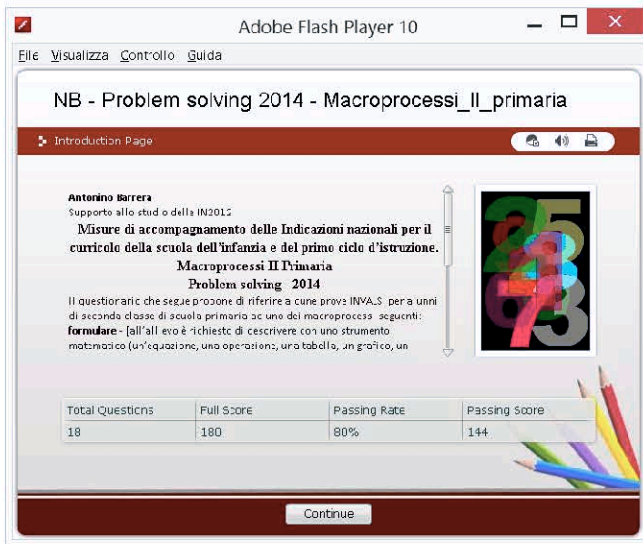 Adobe Flash Player 10
File Visualizza Controllo Guida
NB - Problem solving 2014 - Macroprocessi_II_primaria
Introduction Page
Antonino Barrera
Supporto allo studio delle IN2012
Misure di accompagnamento delle Indicazioni nazionali per il
curricolo della scuola dell'infanzia e del primo ciclo d'istruzione.
Macroprocessi II Primaria
Problem solving 2014
Il questionario che segue propone di riferire alcune prove INVALSI per alunni
di seconda classe di scuola primaria ad uno dei macroprocessi seguenti:
formulare - [all'allievo è richiesto di descrivere con uno strumento
matematico (un'equazione, una operazione, una tabella, un grafico, un
Total Questions Full Score Passing Rate Passing Score
18 180 80% 144
Continue